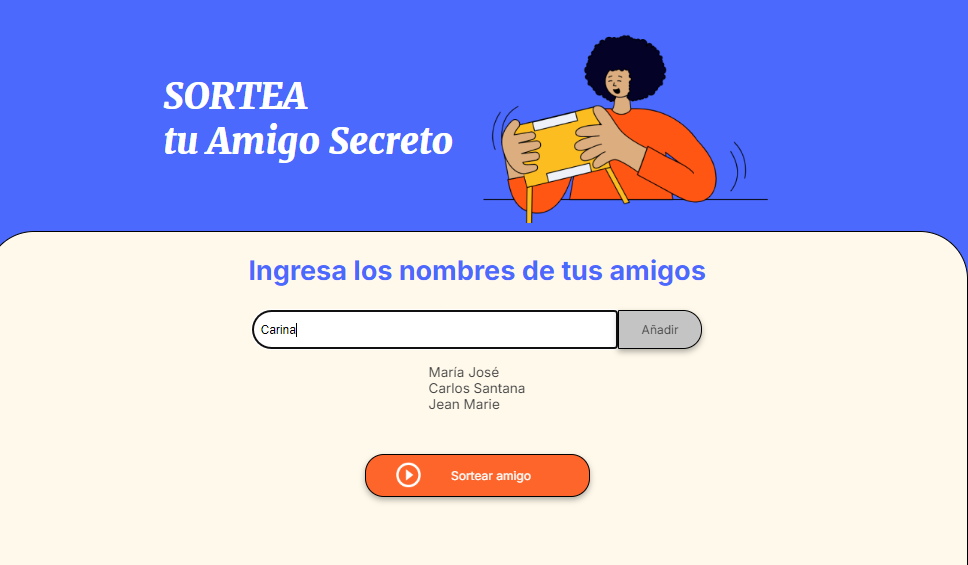 SORTEA
tu Amigo Secreto
Ingresa los nombres de tus amigos
Carina
Añadir
María José
Carlos Santana
Jean Marie
Sortear amigo